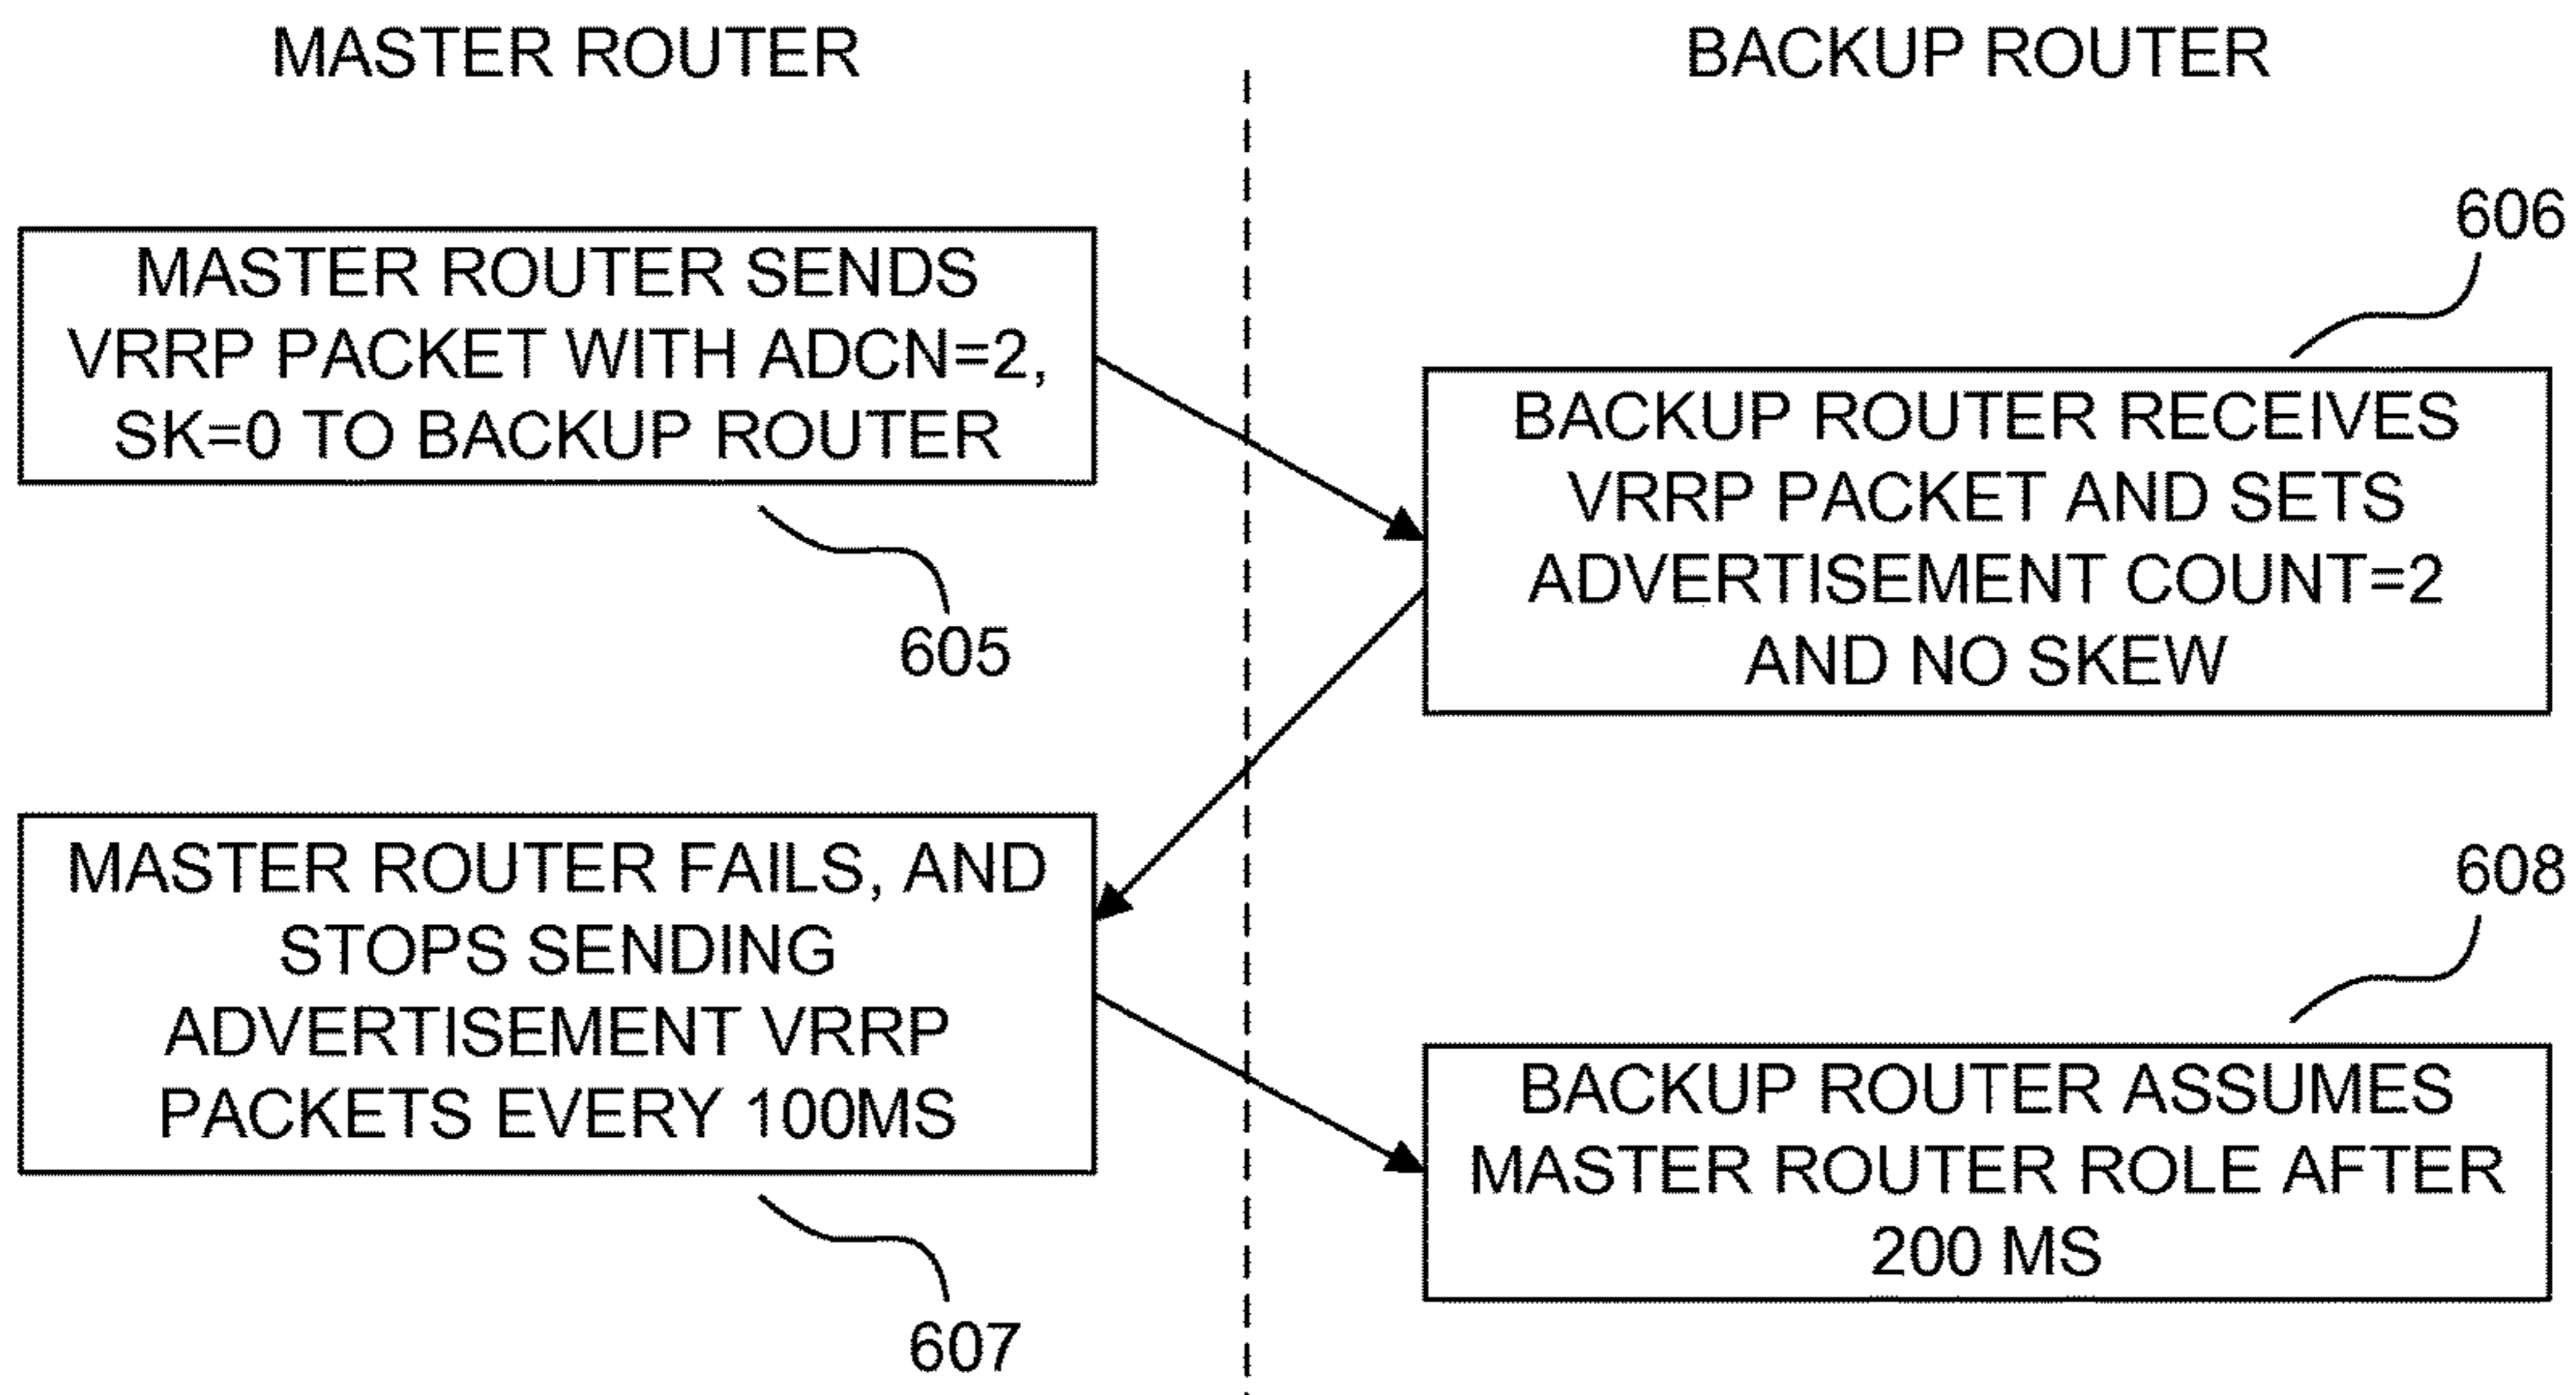 MASTER ROUTER
BACKUP ROUTER
MASTER ROUTER SENDS
VRRP PACKET WITH ADCN=2,
SK=0 TO BACKUP ROUTER
605
606
BACKUP ROUTER RECEIVES
VRRP PACKET AND SETS
ADVERTISEMENT COUNT=2
AND NO SKEW
MASTER ROUTER FAILS, AND
STOPS SENDING
ADVERTISEMENT VRRP
PACKETS EVERY 100MS
607
608
BACKUP ROUTER ASSUMES
MASTER ROUTER ROLE AFTER
200 MS